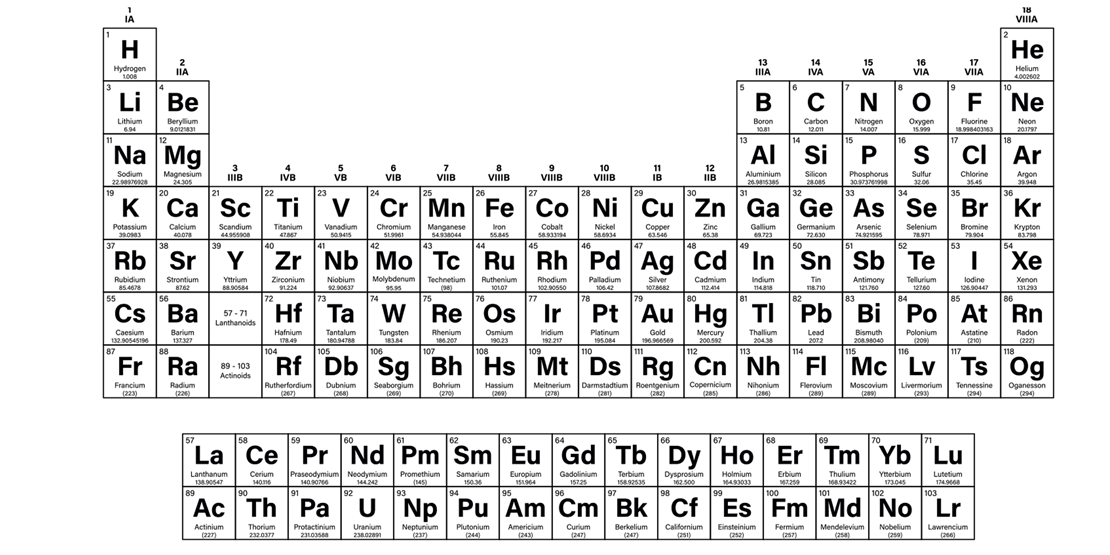 1 18
IA VIIIA
1 2
H He
Hydrogen Helium
1.008 4.002602
2 13 14 15 16 17
IIA IIIA IVA VA VIA VIIA
3 4 5 6 7 8 9 10
Li Be B C N O F Ne
Lithium Beryllium Boron Carbon Nitrogen Oxygen Fluorine Neon
6.94 9.0121831 10.81 12.011 14.007 15.999 18.998403163 20.1797
11 12 13 14 15 16 17 18
Na Mg Al Si P S Cl Ar
Sodium Magnesium Aluminium Silicon Phosphorus Sulfur Chlorine Argon
22.98976928 24.305 26.9815385 28.085 30.973761998 32.06 35.45 39.948
3 4 5 6 7 8 9 10 11 12
IIIB IVB VB VIB VIIB VIIIB VIIIB VIIIB IB IIB
19 20 21 22 23 24 25 26 27 28 29 30 31 32 33 34 35 36
K Ca Sc Ti V Cr Mn Fe Co Ni Cu Zn Ga Ge As Se Br Kr
Potassium Calcium Scandium Titanium Vanadium Chromium Manganese Iron Cobalt Nickel Copper Zinc Gallium Germanium Arsenic Selenium Bromine Krypton
39.0983 40.078 44.955908 47.867 50.9415 51.9961 54.938044 55.845 58.933194 58.6934 63.546 65.38 69.723 72.630 74.921595 78.971 79.904 83.798
37 38 39 40 41 42 43 44 45 46 47 48 49 50 51 52 53 54
Rb Sr Y Zr Nb Mo Tc Ru Rh Pd Ag Cd In Sn Sb Te I Xe
Rubidium Strontium Yttrium Zirconium Niobium Molybdenum Technetium Ruthenium Rhodium Palladium Silver Cadmium Indium Tin Antimony Tellurium Iodine Xenon
85.4678 87.62 88.90584 91.224 92.90637 95.95 (98) 101.07 102.90550 106.42 107.8682 112.414 114.818 118.710 121.760 127.60 126.90447 131.293
55 56 57 - 71 72 73 74 75 76 77 78 79 80 81 82 83 84 85 86
Cs Ba Lanthanoids Hf Ta W Re Os Ir Pt Au Hg Tl Pb Bi Po At Rn
Caesium Barium Hafnium Tantalum Tungsten Rhenium Osmium Iridium Platinum Gold Mercury Thallium Lead Bismuth Polonium Astatine Radon
132.90545196 137.327 178.49 180.94788 183.84 186.207 190.23 192.217 195.084 196.966569 200.592 204.38 207.2 208.98040 (209) (210) (222)
87 88 89 - 103 104 105 106 107 108 109 110 111 112 113 114 115 116 117 118
Fr Ra Actinoids Rf Db Sg Bh Hs Mt Ds Rg Cn Nh Fl Mc Lv Ts Og
Francium Radium Rutherfordium Dubnium Seaborgium Bohrium Hassium Meitnerium Darmstadtium Roentgenium Copernicium Nihonium Flerovium Moscovium Livermorium Tennessine Oganesson
(223) (226) (267) (268) (269) (270) (269) (278) (281) (282) (285) (286) (289) (289) (293) (294) (294)
57 58 59 60 61 62 63 64 65 66 67 68 69 70 71
La Ce Pr Nd Pm Sm Eu Gd Tb Dy Ho Er Tm Yb Lu
Lanthanum Cerium Praseodymium Neodymium Promethium Samarium Europium Gadolinium Terbium Dysprosium Holmium Erbium Thulium Ytterbium Lutetium
138.90547 140.116 140.90766 144.242 (145) 150.36 151.964 157.25 158.92535 162.500 164.93033 167.259 168.93422 173.045 174.9668
89 90 91 92 93 94 95 96 97 98 99 100 101 102 103
Ac Th Pa U Np Pu Am Cm Bk Cf Es Fm Md No Lr
Actinium Thorium Protactinium Uranium Neptunium Plutonium Americium Curium Berkelium Californium Einsteinium Fermium Mendelevium Nobelium Lawrencium
(227) 232.0377 231.03588 238.02891 (237) (244) (243) (247) (247) (251) (252) (257) (258) (259) (266)